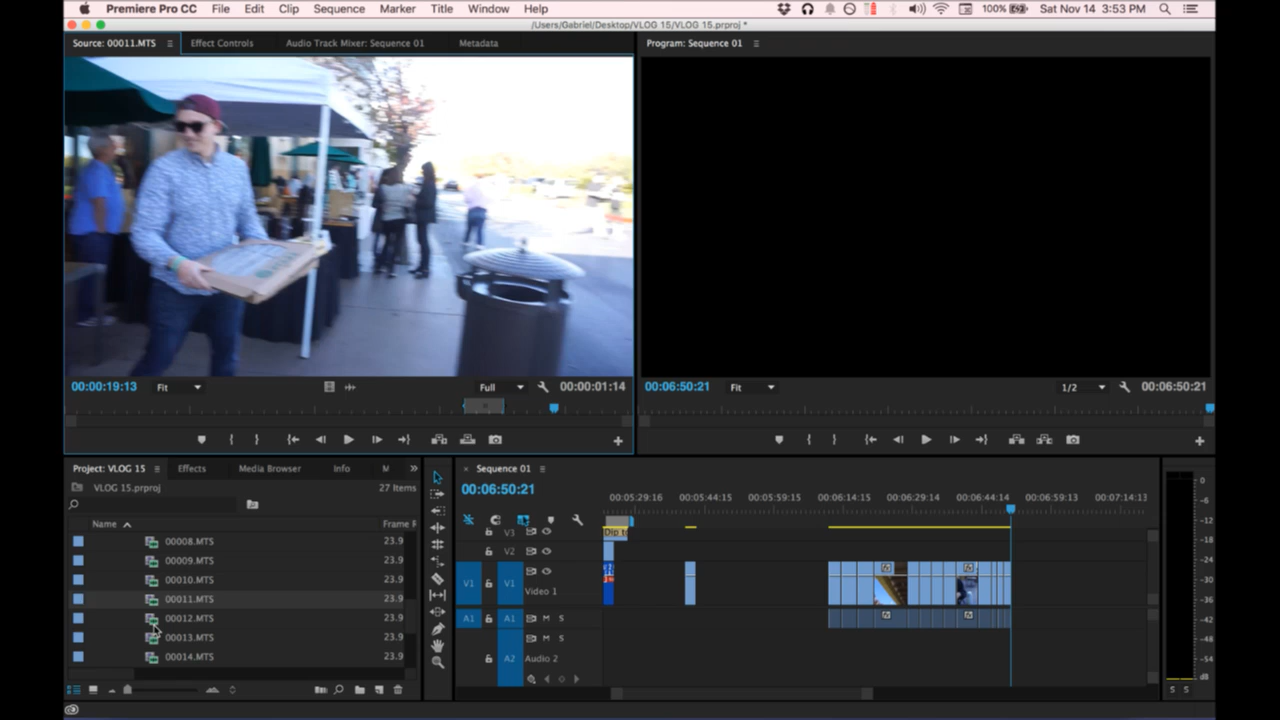 Premiere Pro CC File Edit Clip Sequence Marker Title Window Help 100% Sat Nov 14 3:53 PM
/Users/Gabriel/Desktop/VLOG 15/VLOG 15.prproj *
Source: 00011.MTS Effect Controls Audio Track Mixer: Sequence 01 Metadata Program: Sequence 01
00:00:19:13 Fit Full 00:00:01:14 00:06:50:21 Fit 1/2 00:06:50:21
Project: VLOG 15 Effects Media Browser Info M Sequence 01
VLOG 15.prproj 27 Items 00:06:50:21
00:05:29:16 00:05:44:15 00:05:59:15 00:06:14:15 00:06:29:14 00:06:44:14 00:06:59:13 00:07:14:13
Name Frame R
00008.MTS 23.9
00009.MTS 23.9
00010.MTS 23.9
00011.MTS 23.9
00012.MTS 23.9
00013.MTS 23.9
00014.MTS 23.9
V3 Dip to
V2
V1 V1 Video 1
A1 A1 M S
M S
A2 Audio 2
0
-6
-12
-18
-24
-30
-36
-42
-48
-54
dB
S S